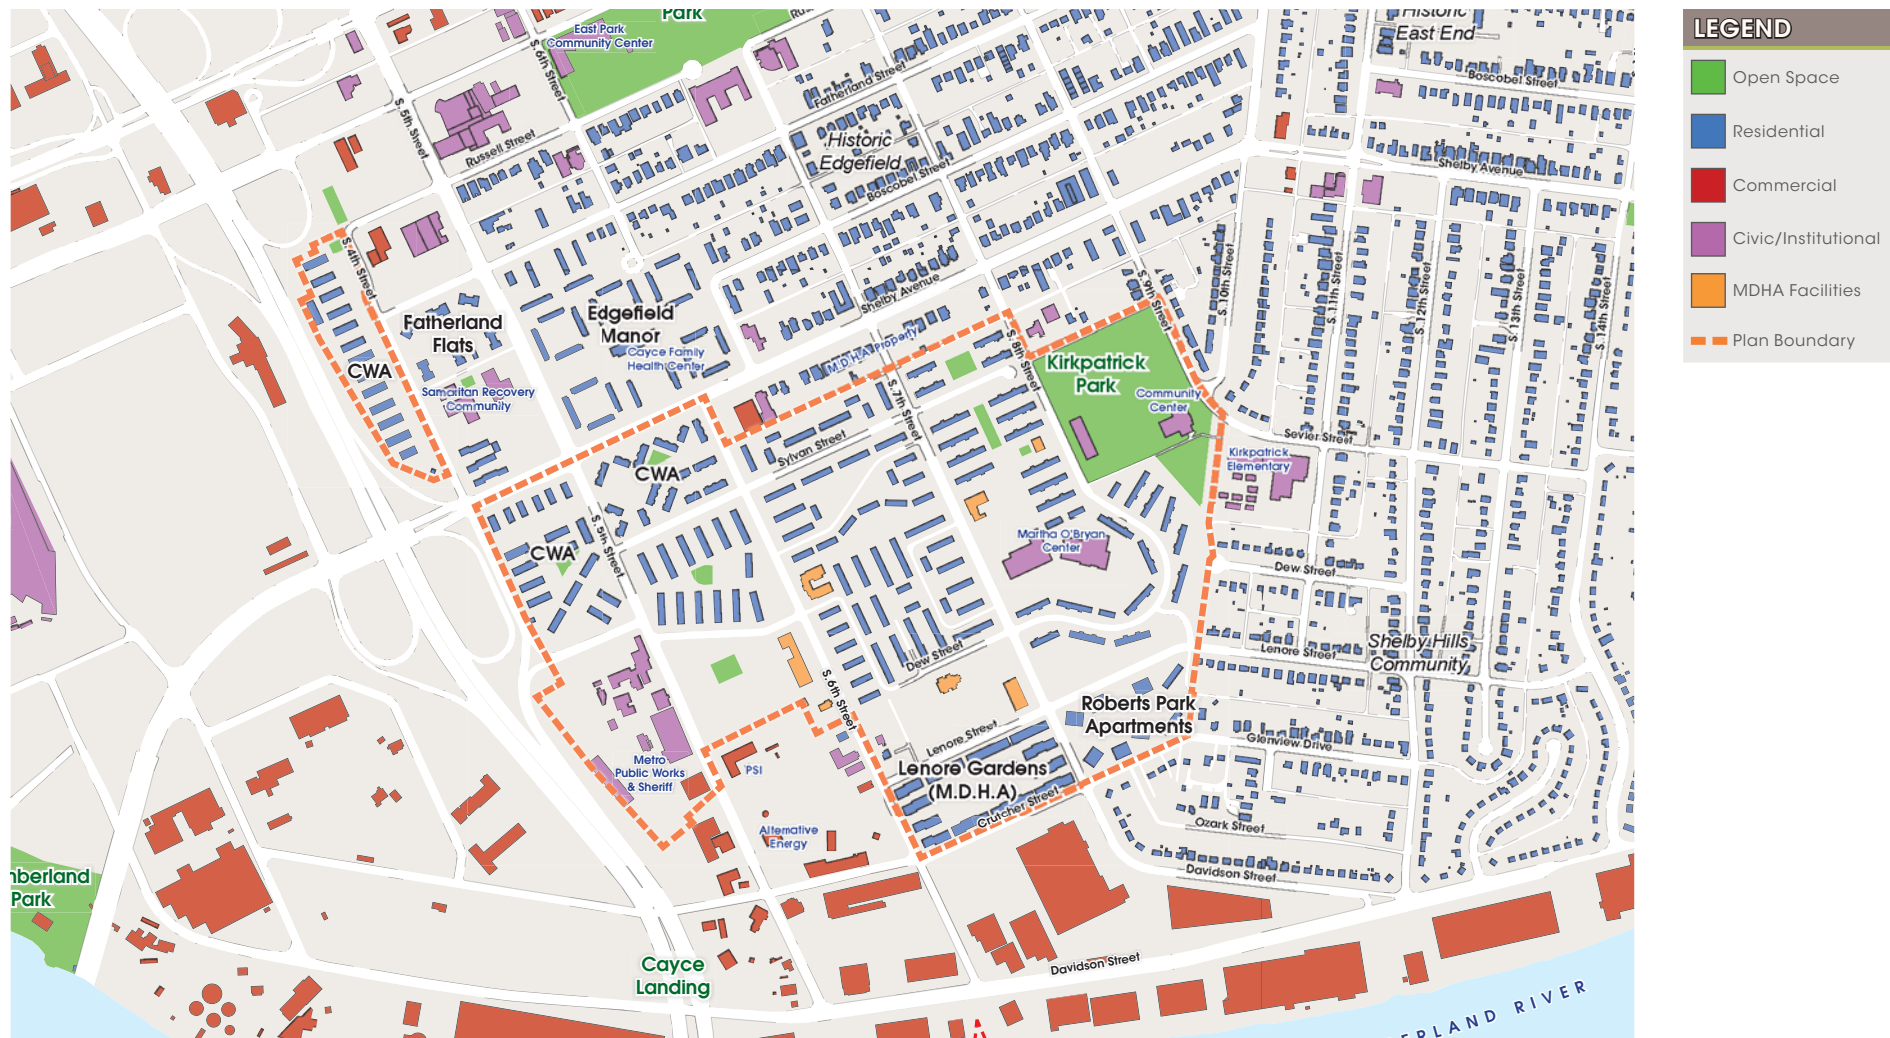 Park
East Park
Community Center
S. 6th Street
S. 5th Street
Russell Street
Fatherland Street
Historic
Edgefield
Boscobel Street
Historic
East End
Boscobel Street
Shelby Avenue
S. 4th Street
Fatherland
Flats
CWA
Samaritan Recovery
Community
Edgefield
Manor
Cayce Family
Health Center
Shelby Avenue
M.D.H.A. Property
S. 7th Street
S. 8th Street
S. 9th Street
S. 10th Street
S. 11th Street
S. 12th Street
S. 13th Street
S. 14th Street
Kirkpatrick
Park
Community
Center
Sylvan Street
Sevier Street
Kirkpatrick
Elementary
CWA
CWA
S. 5th Street
Martha O'Bryan
Center
Dew Street
Dew Street
Lenore Street
Shelby Hills
Community
S. 6th Street
Roberts Park
Apartments
Lenore Street
Glenview Drive
Metro
Public Works
& Sheriff
PSI
Lenore Gardens
(M.D.H.A)
Crutcher Street
Alternative
Energy
Ozark Street
Davidson Street
mberland
Park
Cayce
Landing
Davidson Street
ERLAND RIVER
LEGEND
Open Space
Residential
Commercial
Civic/Institutional
MDHA Facilities
Plan Boundary